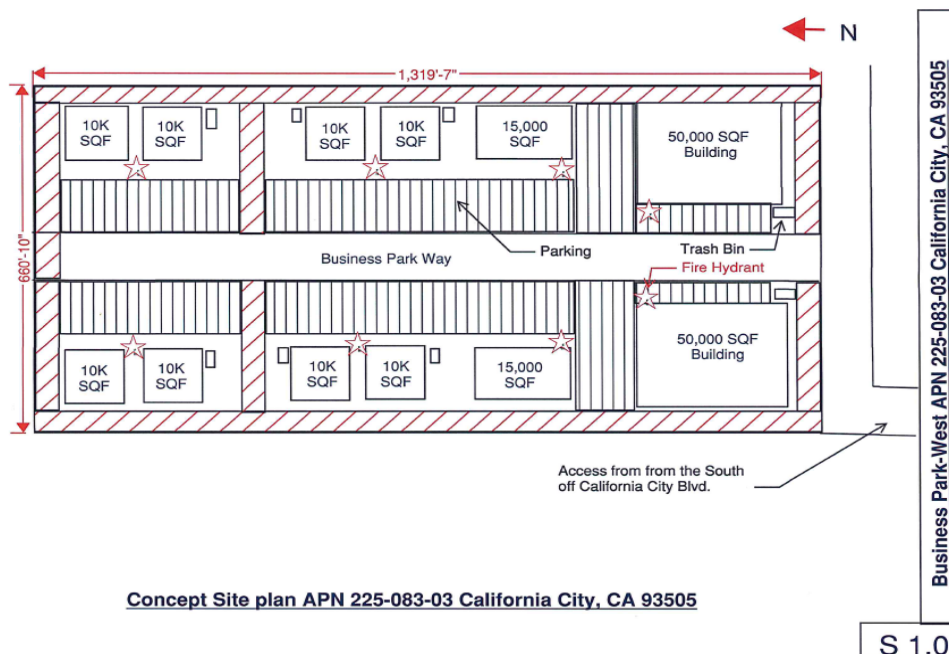 N
1,319'-7"
660'-10"
10K
SQF
10K
SQF
10K
SQF
10K
SQF
15,000
SQF
50,000 SQF
Building
Parking
Trash Bin
Business Park Way
Fire Hydrant
10K
SQF
10K
SQF
10K
SQF
10K
SQF
15,000
SQF
50,000 SQF
Building
Access from from the South
off California City Blvd.
Concept Site plan APN 225-083-03 California City, CA 93505
Business Park-West APN 225-083-03 California City, CA 93505
S 1.0